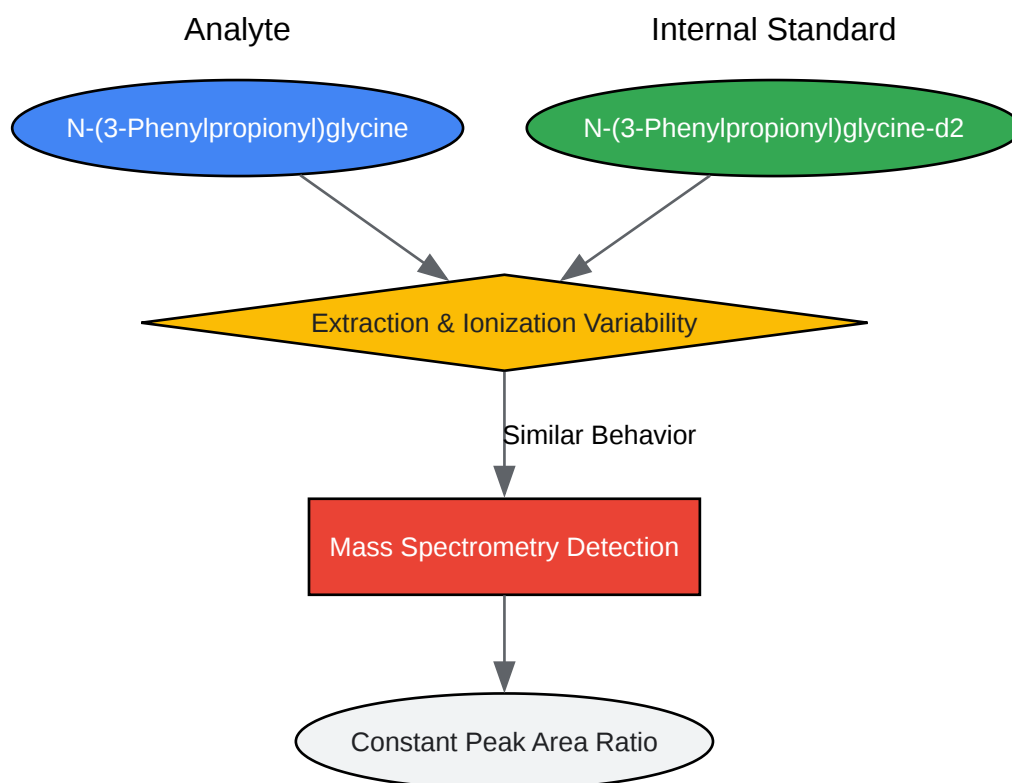 Analyte
Internal Standard
N-(3-Phenylpropionyl)glycine
N-(3-Phenylpropionyl)glycine-d2
Extraction & Ionization Variability
Similar Behavior
Mass Spectrometry Detection
Constant Peak Area Ratio